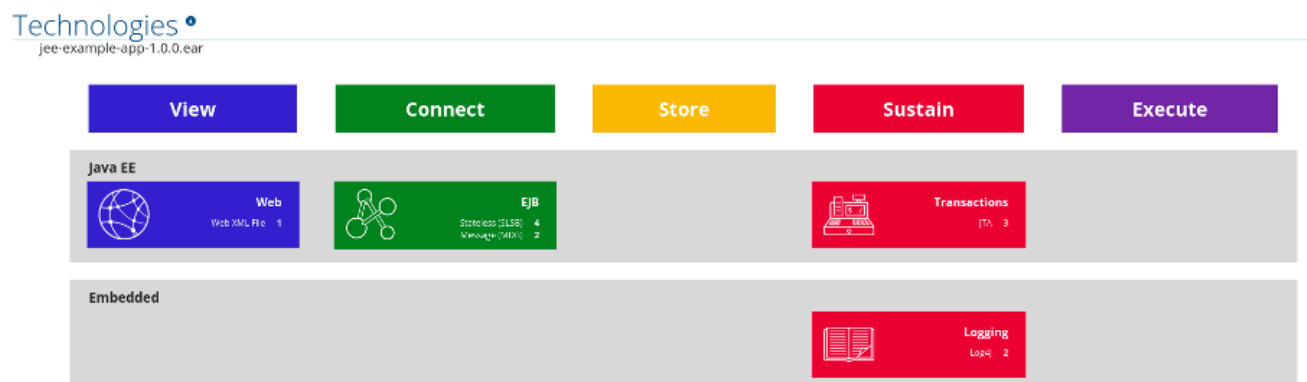 Technologies
jee-example-app-1.0.0.ear
View
Connect
Store
Sustain
Execute
Java EE
Web
Web XML File 1
EJB
Stateless (SLSB) 4
Message (MDB) 2
Transactions
JTA 3
Embedded
Logging
Log4j 2